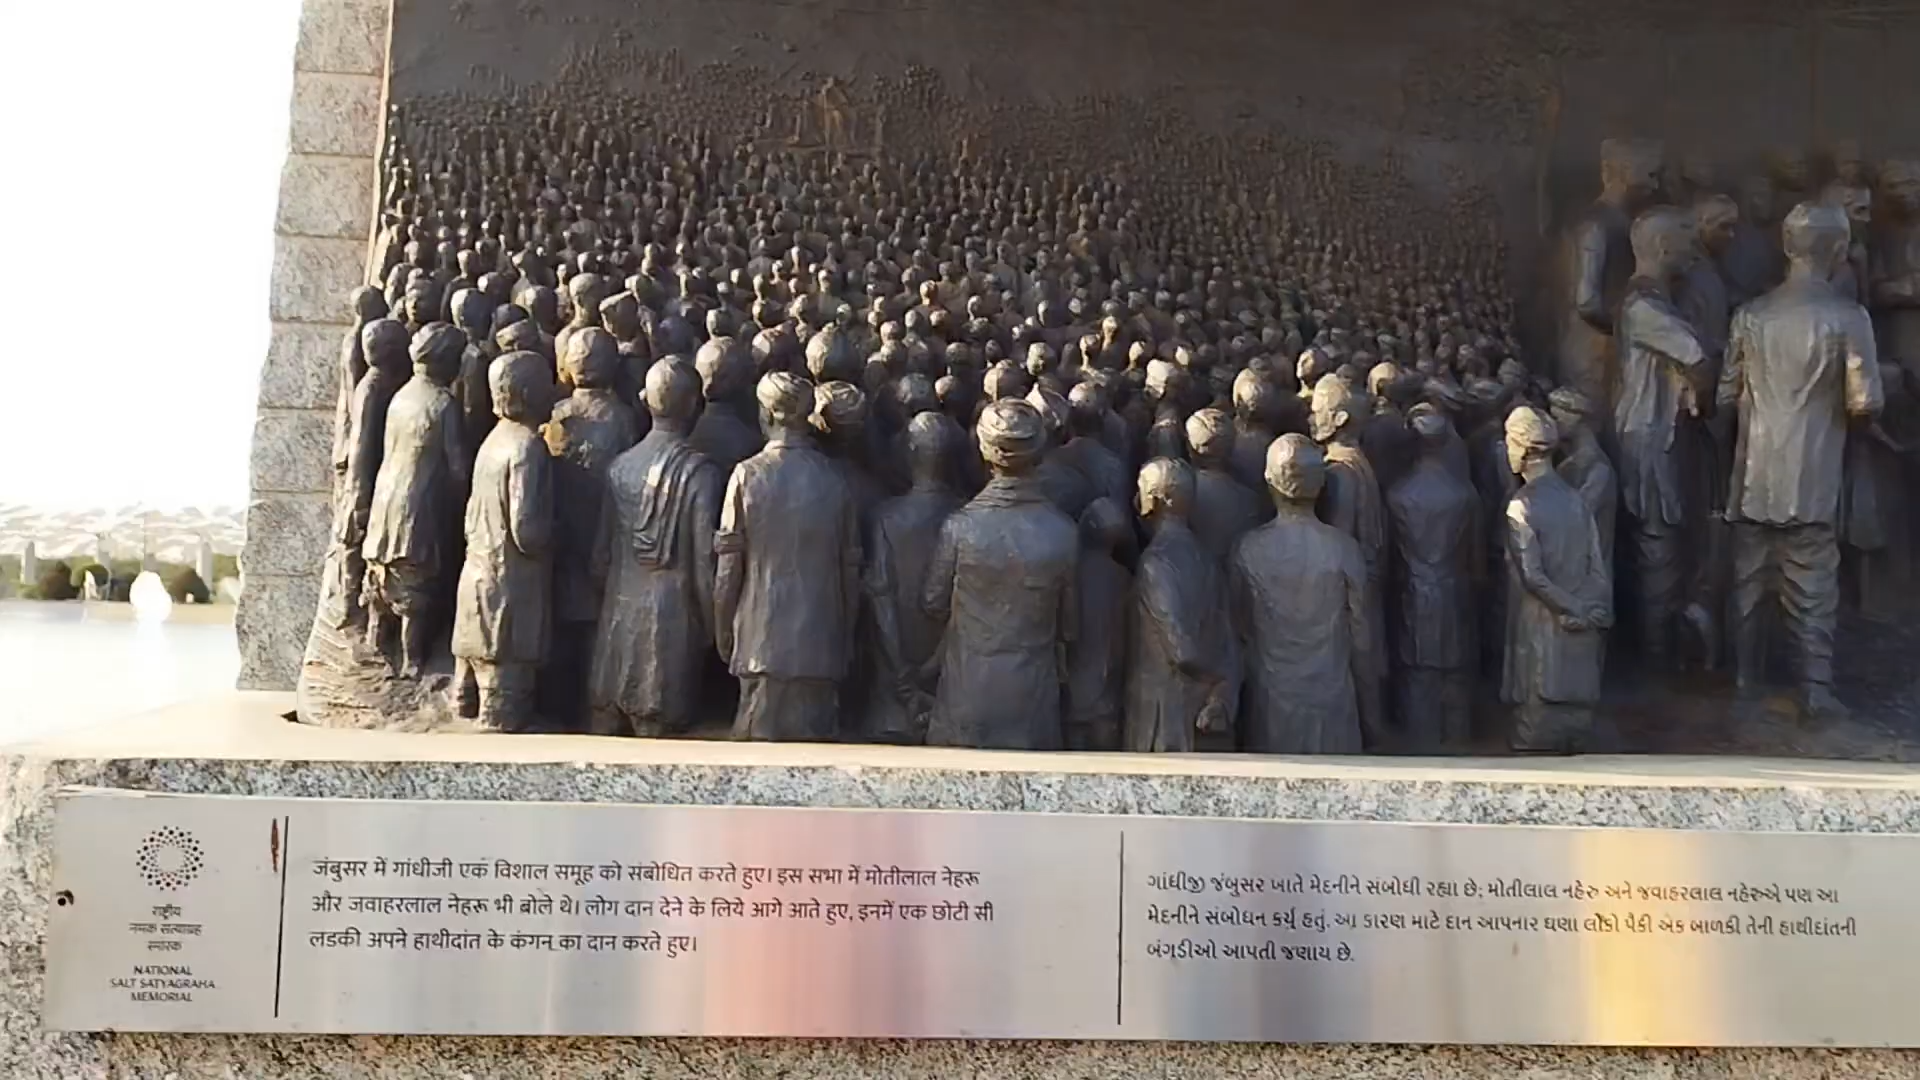 राष्ट्रीय
नमक सत्याग्रह
स्मारक
NATIONAL
SALT SATYAGRAHA
MEMORIAL
जंबुसर में गांधीजी एक विशाल समूह को संबोधित करते हुए। इस सभा में मोतीलाल नेहरू
और जवाहरलाल नेहरू भी बोले थे। लोग दान देने के लिये आगे आते हुए, इनमें एक छोटी सी
लडकी अपने हाथीदांत के कंगन का दान करते हुए।
ગાંધીજી જંબુસર ખાતે મેદનીને સંબોધી રહ્યા છે; મોતીલાલ નહેરુ અને જવાહરલાલ નહેરુએ પણ આ
મેદનીને સંબોધન કર્યું હતું. આ કારણ માટે દાન આપનાર ઘણા લોકો પૈકી એક બાળકી તેની હાથીદાંતની
બંગડીઓ આપતી જણાય છે.